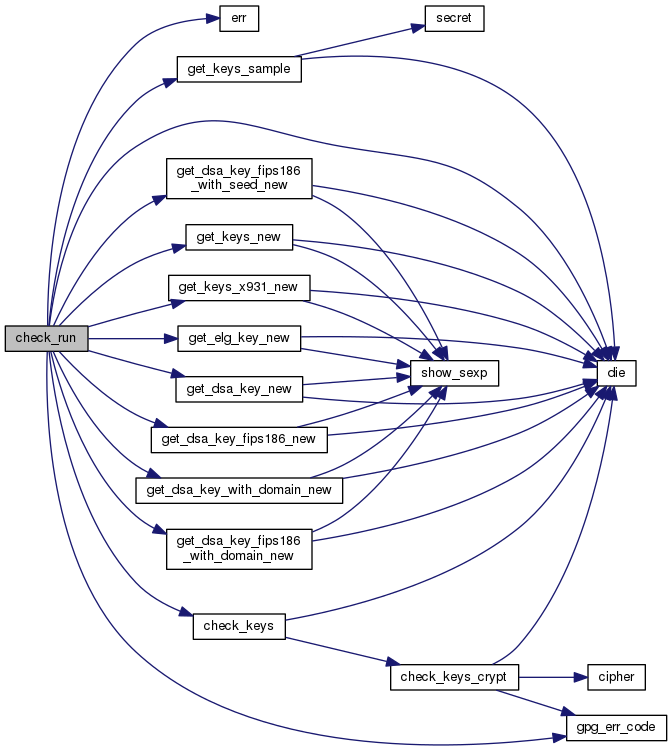 err
secret
get_keys_sample
get_dsa_key_fips186
_with_seed_new
get_keys_new
get_keys_x931_new
check_run
get_elg_key_new
show_sexp
die
get_dsa_key_new
get_dsa_key_fips186_new
get_dsa_key_with_domain_new
get_dsa_key_fips186
_with_domain_new
check_keys
check_keys_crypt
cipher
gpg_err_code